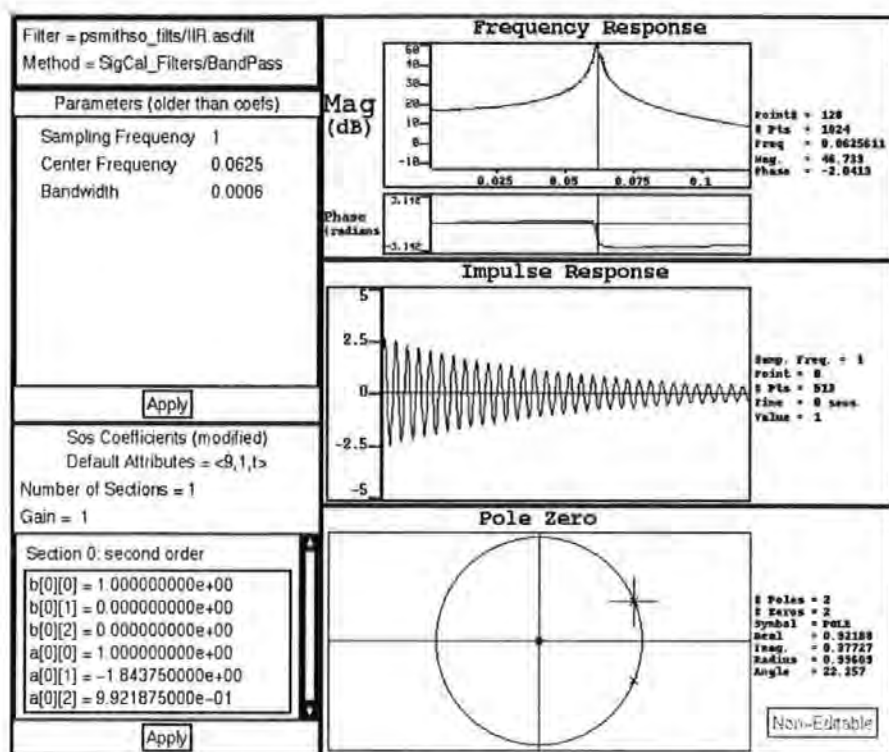 Filter = psmithso_filts/IIR.ascfilt
Method = SigCal_Filters/BandPass
Parameters (older than coefs)
Sampling Frequency 1
Center Frequency 0.0625
Bandwidth 0.0006
Apply
Sos Coefficients (modified)
Default Attributes = <9,1,t>
Number of Sections = 1
Gain = 1
Section 0: second order
b[0][0] = 1.000000000e+00
b[0][1] = 0.000000000e+00
b[0][2] = 0.000000000e+00
a[0][0] = 1.000000000e+00
a[0][1] = -1.843750000e+00
a[0][2] = 9.921875000e-01
Apply
Frequency Response
Mag
(dB)
60
50
40
30
20
10
0
-10
0.025 0.05 0.075 0.1
Point# = 128
# Pts = 1024
Freq = 0.0625611
Mag. = 46.733
Phase = -2.0413
Phase
(radians
3.142
-3.142
Impulse Response
5
2.5
0
-2.5
-5
Samp. Freq. = 1
Point = 0
# Pts = 513
Time = 0 secs
Value = 1
Pole Zero
# Poles = 2
# Zeros = 2
Symbol = POLE
Real = 0.92188
Imag. = 0.37727
Radius = 0.99609
Angle = 22.257
Non-Editable